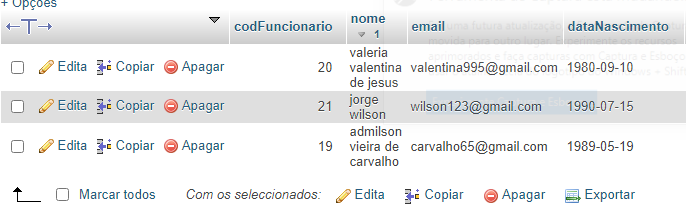 + Opções
←T→ codFuncionario nome 1 email dataNascimento
Edita Copiar Apagar 20 valeria valentina de jesus valentina995@gmail.com 1980-09-10
Edita Copiar Apagar 21 jorge wilson wilson123@gmail.com 1990-07-15
Edita Copiar Apagar 19 admilson vieira de carvalho carvalho65@gmail.com 1989-05-19
Marcar todos Com os seleccionados: Edita Copiar Apagar Exportar